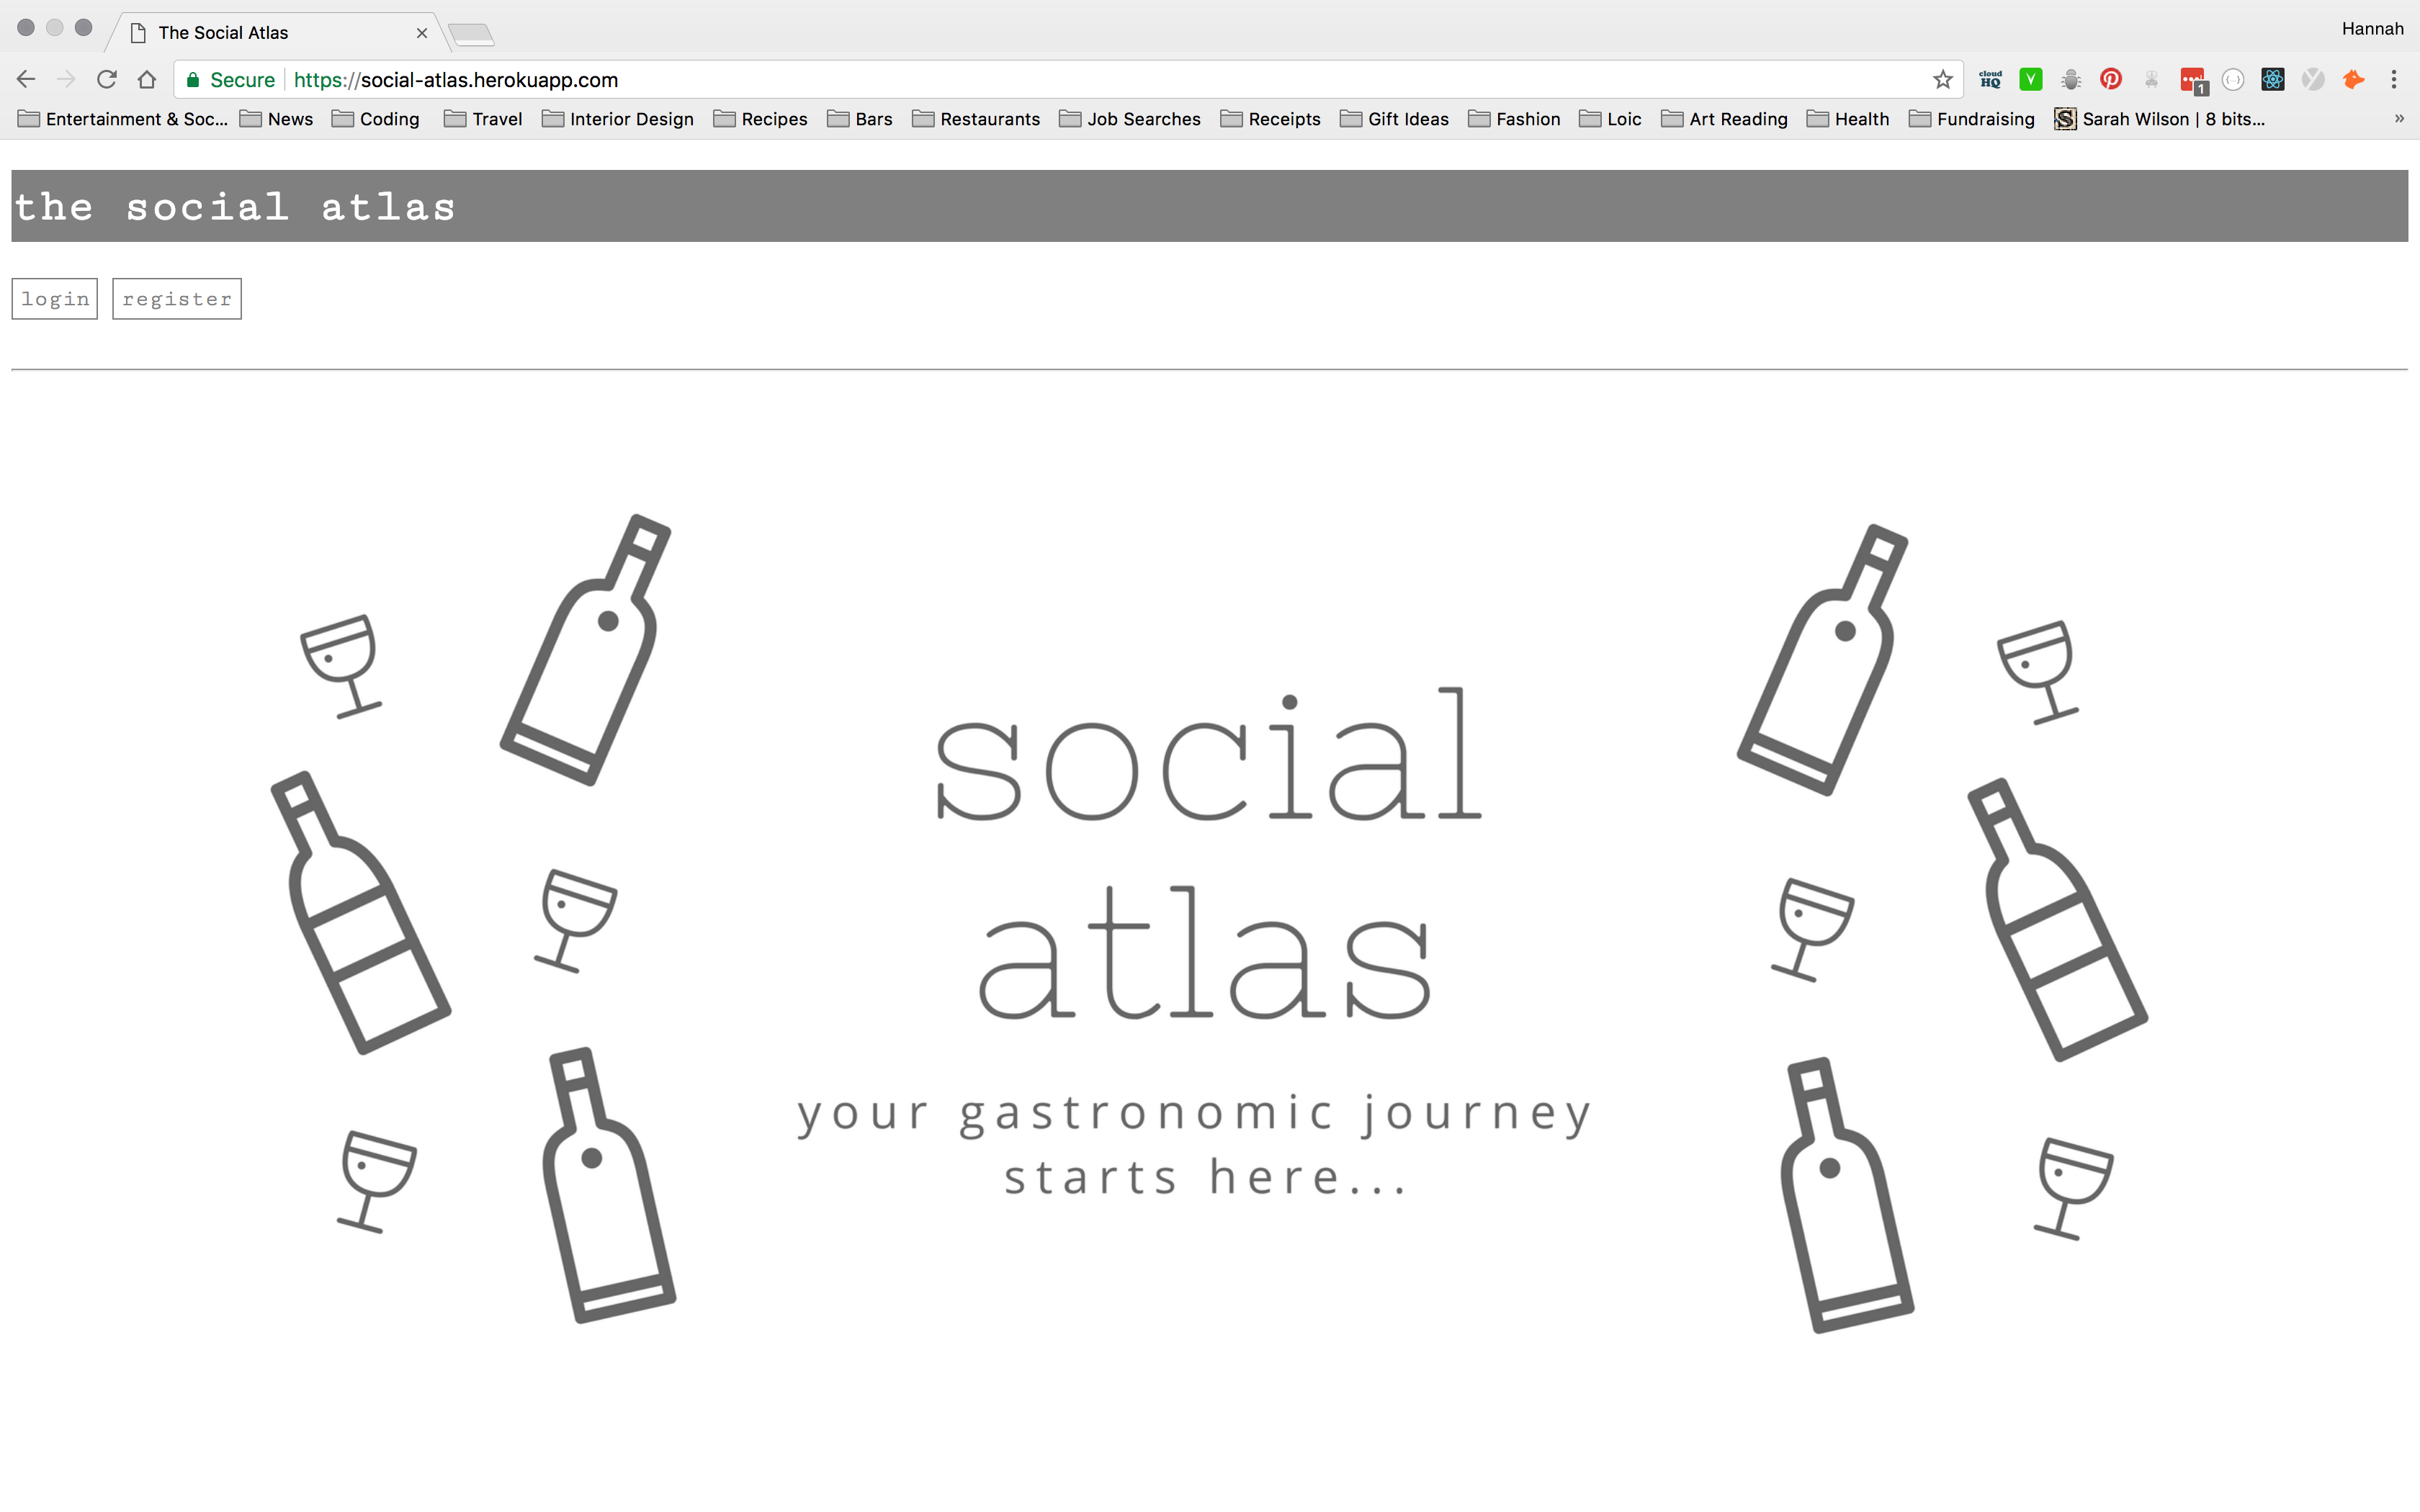 The Social Atlas
Hannah
Secure https://social-atlas.herokuapp.com
cloud HQ
1
Entertainment & Soc... News Coding Travel Interior Design Recipes Bars Restaurants Job Searches Receipts Gift Ideas Fashion Loic Art Reading Health Fundraising Sarah Wilson | 8 bits... »
the social atlas
login register
social
atlas
your gastronomic journey
starts here...